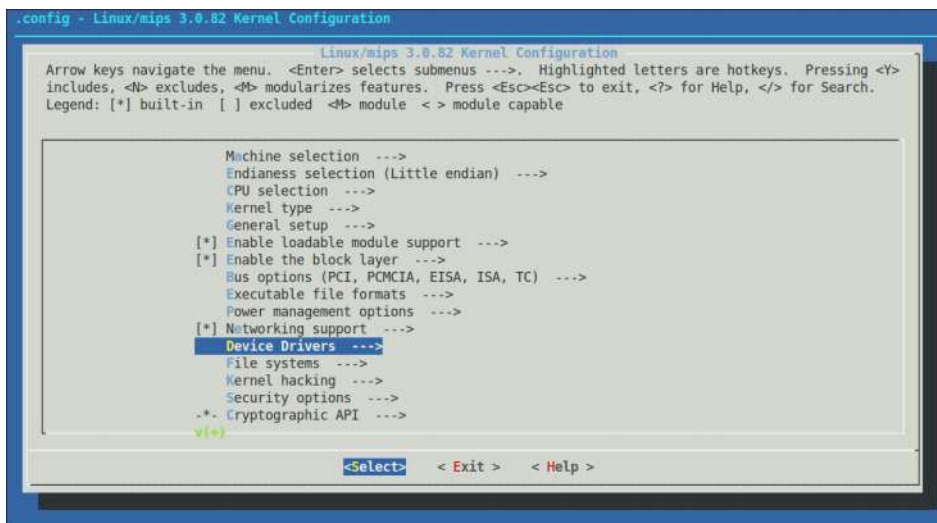 .config - Linux/mips 3.0.82 Kernel Configuration
Linux/mips 3.0.82 Kernel Configuration
Arrow keys navigate the menu.  <Enter> selects submenus --->.  Highlighted letters are hotkeys.  Pressing <Y>
includes, <N> excludes, <M> modularizes features.  Press <Esc><Esc> to exit, <?> for Help, </> for Search.
Legend: [*] built-in  [ ] excluded  <M> module  < > module capable
Machine selection  --->
Endianess selection (Little endian)  --->
CPU selection  --->
Kernel type  --->
General setup  --->
[*] Enable loadable module support  --->
[*] Enable the block layer  --->
Bus options (PCI, PCMCIA, EISA, ISA, TC)  --->
Executable file formats  --->
Power management options  --->
[*] Networking support  --->
Device Drivers  --->
File systems  --->
Kernel hacking  --->
Security options  --->
-*- Cryptographic API  --->
v(+)
<Select>    < Exit >    < Help >